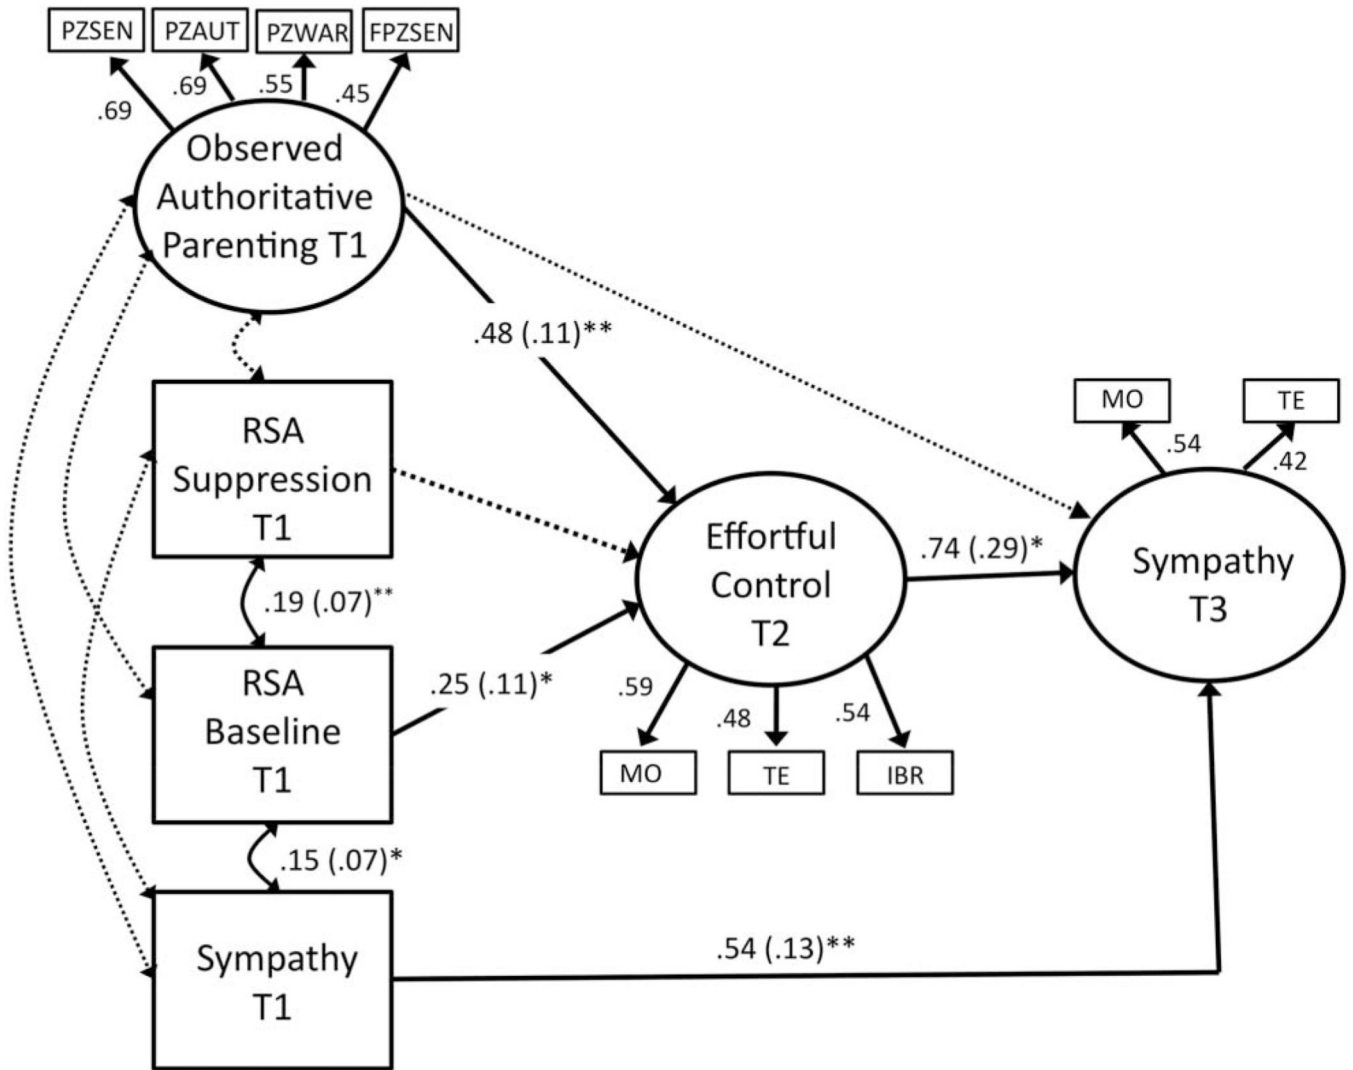 PZSEN
PZAUT
PZWAR
FPZSEN
.69
.69
.55
.45
Observed
Authoritative
Parenting T1
.48 (.11)**
RSA
Suppression
T1
MO
TE
.54
.42
Effortful
Control
T2
.74 (.29)*
Sympathy
T3
.19 (.07)**
RSA
Baseline
T1
.25 (.11)*
.59
.48
.54
MO
TE
IBR
.15 (.07)*
Sympathy
T1
.54 (.13)**